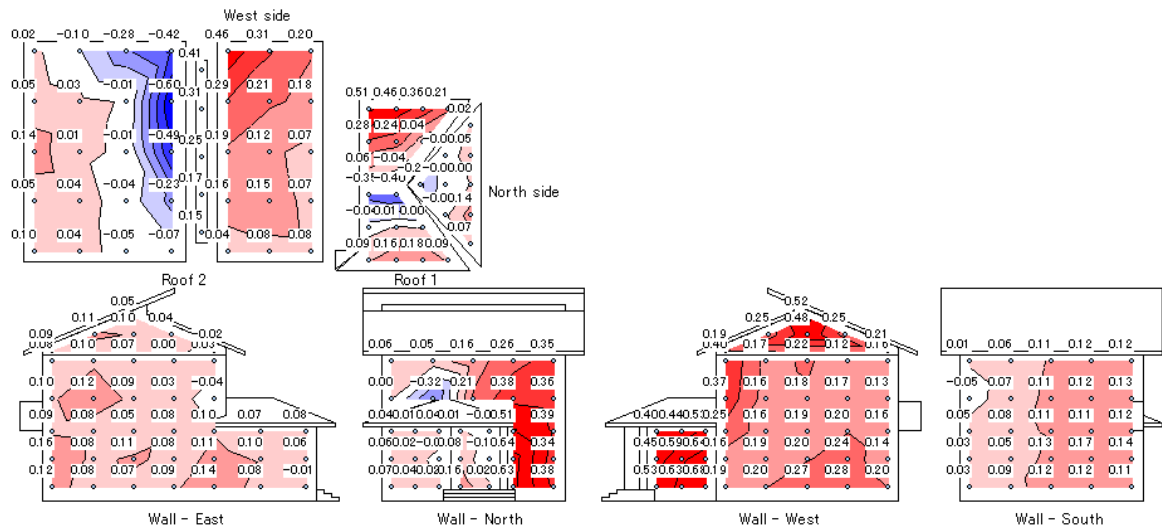 West side
0.02 -0.10 -0.28 -0.42 0.46 0.31 0.20
0.41
0.05 0.03 -0.01 -0.60 0.29 0.21 0.18
0.31
0.14 0.01 -0.01 -0.49 0.19 0.12 0.07
0.25
0.05 0.04 -0.04 -0.23 0.16 0.15 0.07
0.17
0.15
0.10 0.04 -0.05 -0.07 0.04 0.08 0.08
0.51 0.46 0.36 0.21
0.02
0.28 0.24 0.04
0.06 -0.04
0.09 0.16 0.18 0.09
North side
Roof 2
Roof 1
0.05
0.11 0.10 0.04
0.09 -0.02
0.08 0.10 0.07 0.00 0.03
0.10 0.12 0.09 0.03 -0.04
0.09 0.08 0.05 0.08 0.10 0.07 0.08
0.16 0.08 0.11 0.09 0.08 0.10 0.06
0.12 0.08 0.07 0.09 0.14 0.08 -0.01
Wall - East
0.06 0.08 0.16 0.26 0.35
0.00 -0.32 0.21 0.38 0.36
0.51 0.39
0.64 0.34
0.63 0.38
Wall - North
0.52
0.25 0.48 0.25
0.19 0.21
0.40 0.17 0.22 0.12 0.16
0.37 0.16 0.18 0.17 0.13
0.40 0.44 0.53 0.25 0.16 0.19 0.20 0.16
0.45 0.59 0.64 0.16 0.19 0.20 0.24 0.14
0.53 0.63 0.68 0.19 0.20 0.27 0.28 0.20
Wall - West
0.01 0.06 0.11 0.12 0.12
-0.05 0.07 0.11 0.12 0.13
0.05 0.08 0.11 0.12 0.12
0.03 0.05 0.13 0.17 0.14
0.03 0.09 0.12 0.12 0.11
Wall - South